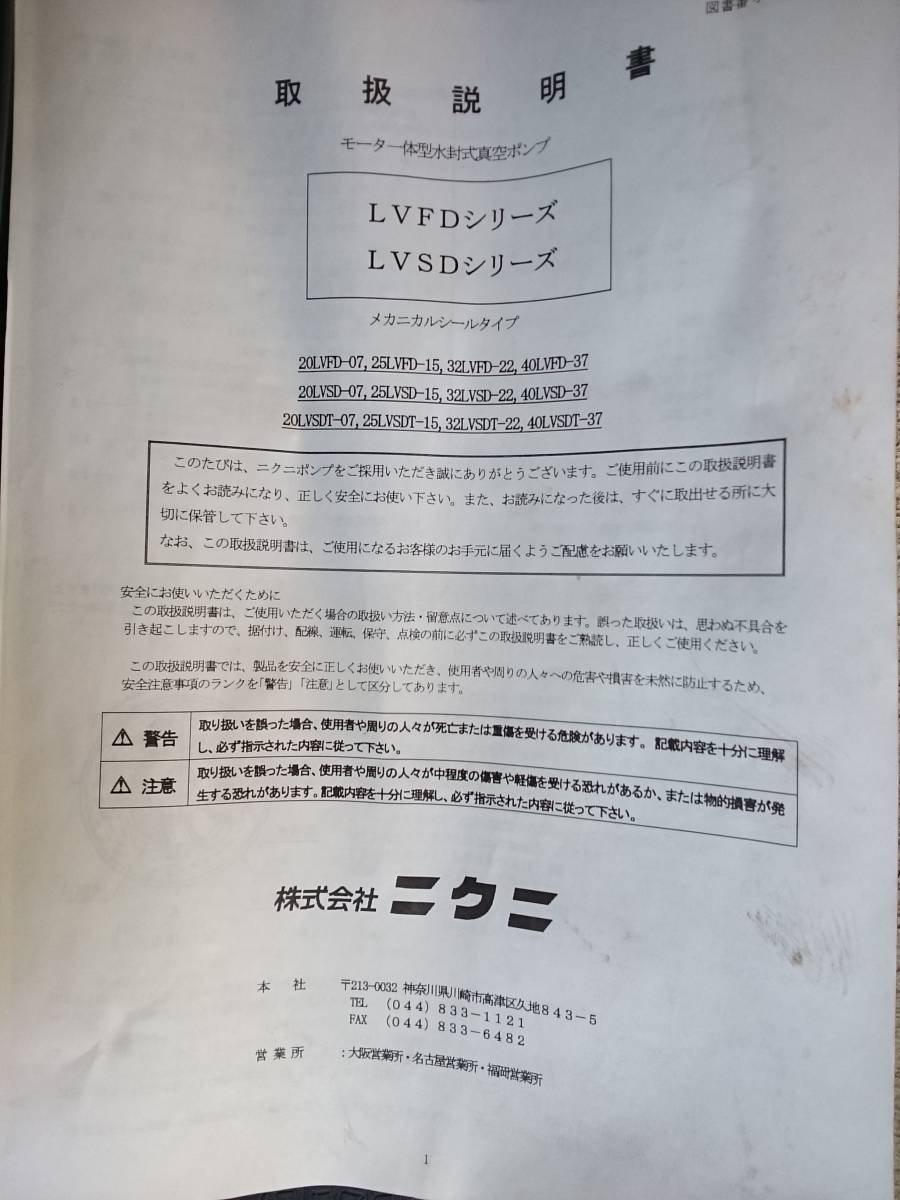 図書番号
取扱説明書
モーター一体型水封式真空ポンプ
LVFDシリーズ
LVSDシリーズ
メカニカルシールタイプ
20LVFD-07, 25LVFD-15, 32LVFD-22, 40LVFD-37
20LVSD-07, 25LVSD-15, 32LVSD-22, 40LVSD-37
20LVSDT-07, 25LVSDT-15, 32LVSDT-22, 40LVSDT-37
このたびは、ニクニポンプをご採用いただき誠にありがとうございます。ご使用前にこの取扱説明書
をよくお読みになり、正しく安全にお使い下さい。また、お読みになった後は、すぐに取出せる所に大
切に保管して下さい。
なお、この取扱説明書は、ご使用になるお客様のお手元に届くようご配慮をお願いいたします。
安全にお使いいただくために
この取扱説明書は、ご使用いただく場合の取扱い方法・留意点について述べてあります。誤った取扱いは、思わぬ不具合を
引き起こしますので、据付け、配線、運転、保守、点検の前に必ずこの取扱説明書をご熟読し、正しくご使用ください。
この取扱説明書では、製品を安全に正しくお使いいただき、使用者や周りの人々への危害や損害を未然に防止するため、
安全注意事項のランクを「警告」「注意」として区分してあります。
⚠ 警告 取り扱いを誤った場合、使用者や周りの人々が死亡または重傷を受ける危険があります。記載内容を十分に理解
し、必ず指示された内容に従って下さい。
⚠ 注意 取り扱いを誤った場合、使用者や周りの人々が中程度の傷害や軽傷を受ける恐れがあるか、または物的損害が発
生する恐れがあります。記載内容を十分に理解し、必ず指示された内容に従って下さい。
株式会社 ニクニ
本社 〒213-0032 神奈川県川崎市高津区久地843-5
TEL (044) 833-1121
FAX (044) 833-6482
営業所 :大阪営業所・名古屋営業所・福岡営業所
1